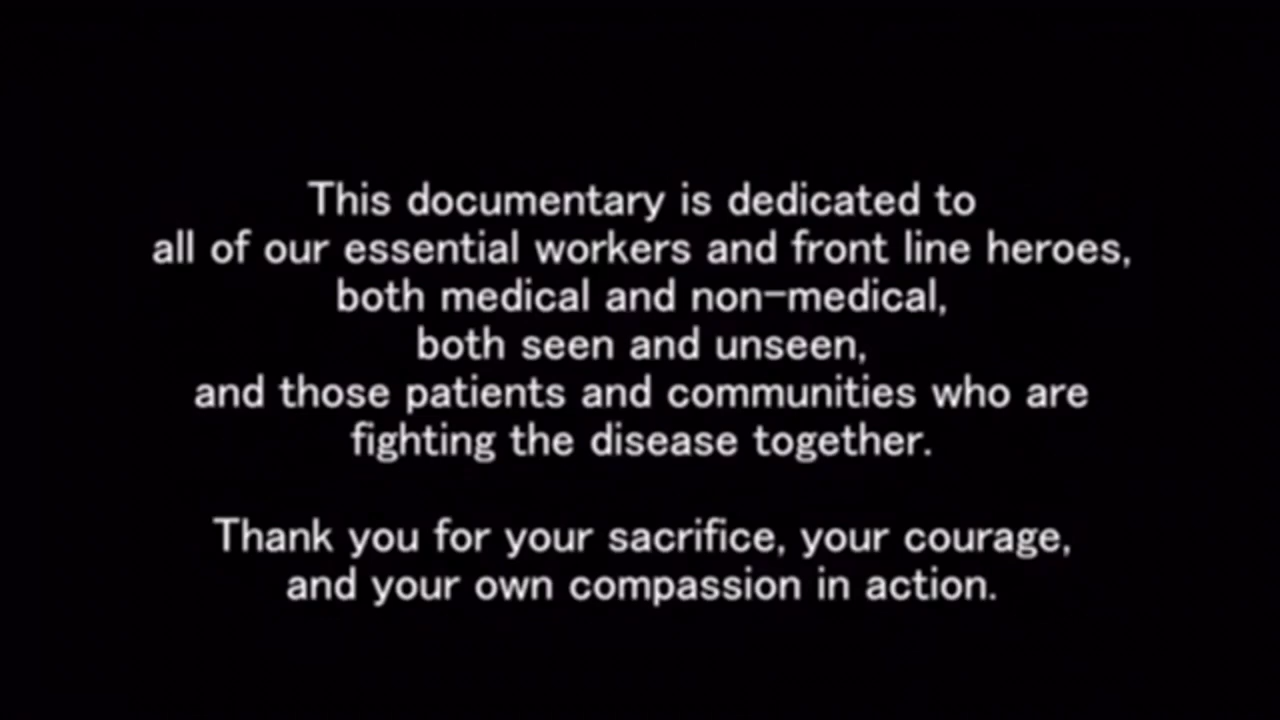 This documentary is dedicated to
all of our essential workers and front line heroes,
both medical and non-medical,
both seen and unseen,
and those patients and communities who are
fighting the disease together.
Thank you for your sacrifice, your courage,
and your own compassion in action.